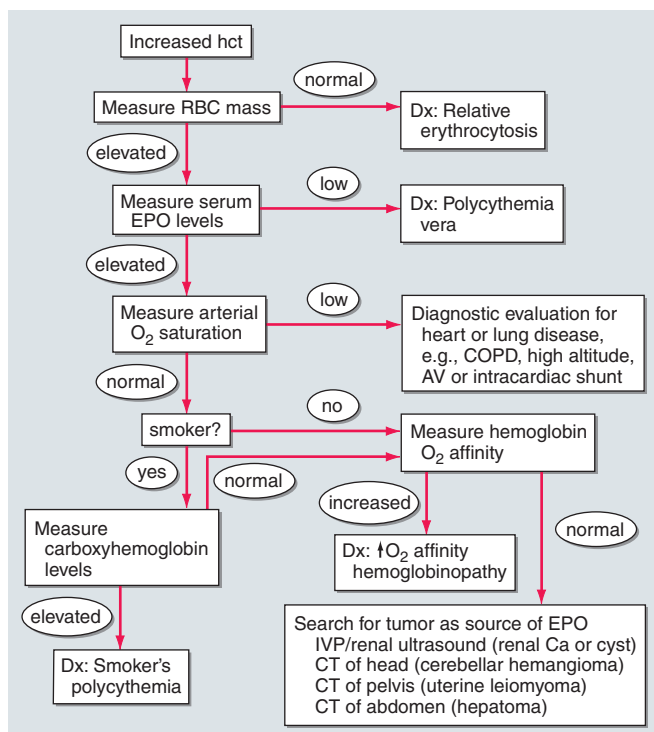 Increased hct
normal
Measure RBC mass
Dx: Relative
erythrocytosis
elevated
low
Measure serum
EPO levels
Dx: Polycythemia
vera
elevated
low
Measure arterial
O2 saturation
Diagnostic evaluation for
heart or lung disease,
e.g., COPD, high altitude,
AV or intracardiac shunt
normal
no
smoker?
Measure hemoglobin
O2 affinity
yes
normal
increased
normal
Measure
carboxyhemoglobin
levels
Dx: ↑O2 affinity
hemoglobinopathy
elevated
Dx: Smoker's
polycythemia
Search for tumor as source of EPO
IVP/renal ultrasound (renal Ca or cyst)
CT of head (cerebellar hemangioma)
CT of pelvis (uterine leiomyoma)
CT of abdomen (hepatoma)